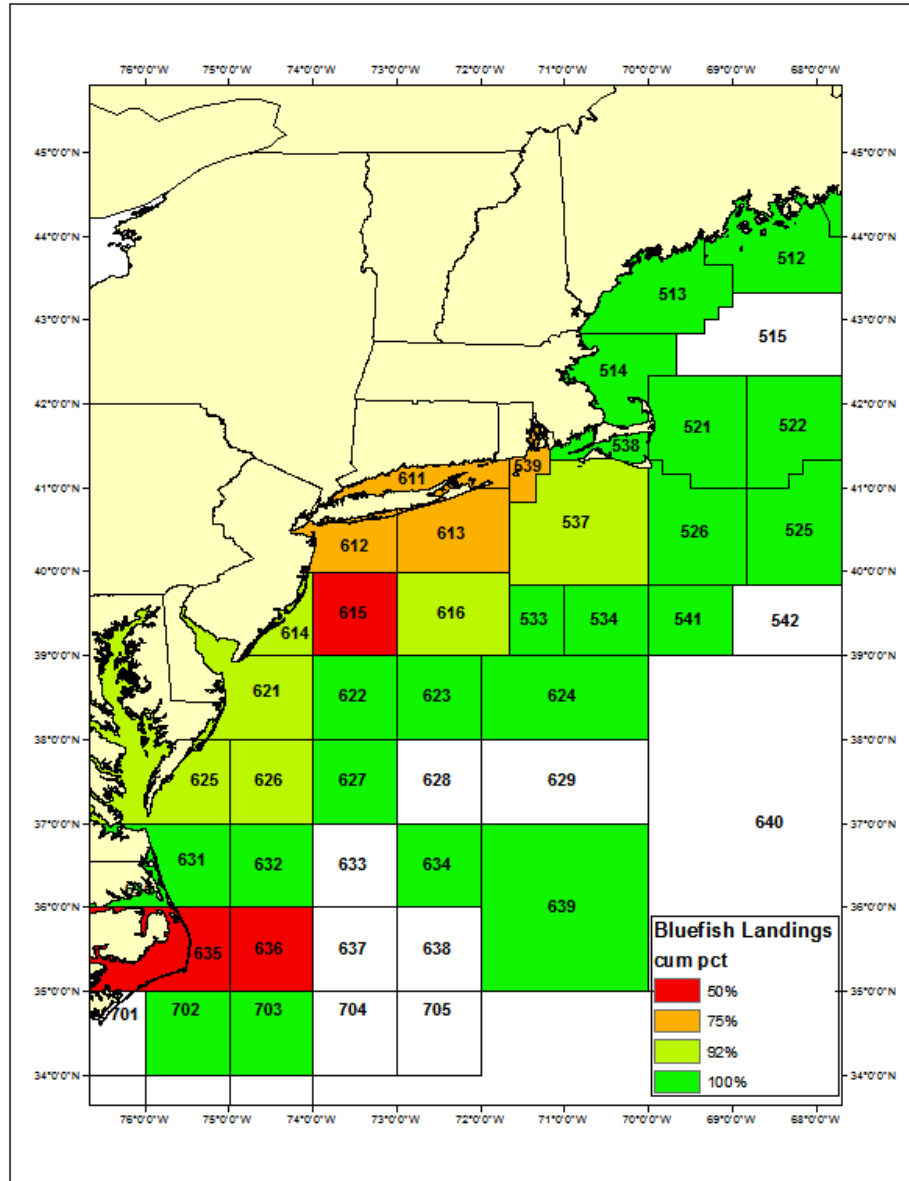 76°0'0"W 75°0'0"W 74°0'0"W 73°0'0"W 72°0'0"W 71°0'0"W 70°0'0"W 69°0'0"W 68°0'0"W
45°0'0"N 45°0'0"N
44°0'0"N 512 44°0'0"N
513
43°0'0"N 515 43°0'0"N
514
42°0'0"N 521 522 42°0'0"N
538
539
611
41°0'0"N 41°0'0"N
537 526 525
612 613
40°0'0"N 40°0'0"N
615 616 533 534 541 542
614
39°0'0"N 39°0'0"N
621 622 623 624
38°0'0"N 38°0'0"N
625 626 627 628 629
37°0'0"N 640 37°0'0"N
631 632 633 634
639
36°0'0"N 36°0'0"N
635 636 637 638
Bluefish Landings
cum pct
50%
35°0'0"N 35°0'0"N
701 702 703 704 705
75%
92%
34°0'0"N 100% 34°0'0"N
76°0'0"W 75°0'0"W 74°0'0"W 73°0'0"W 72°0'0"W 71°0'0"W 70°0'0"W 69°0'0"W 68°0'0"W